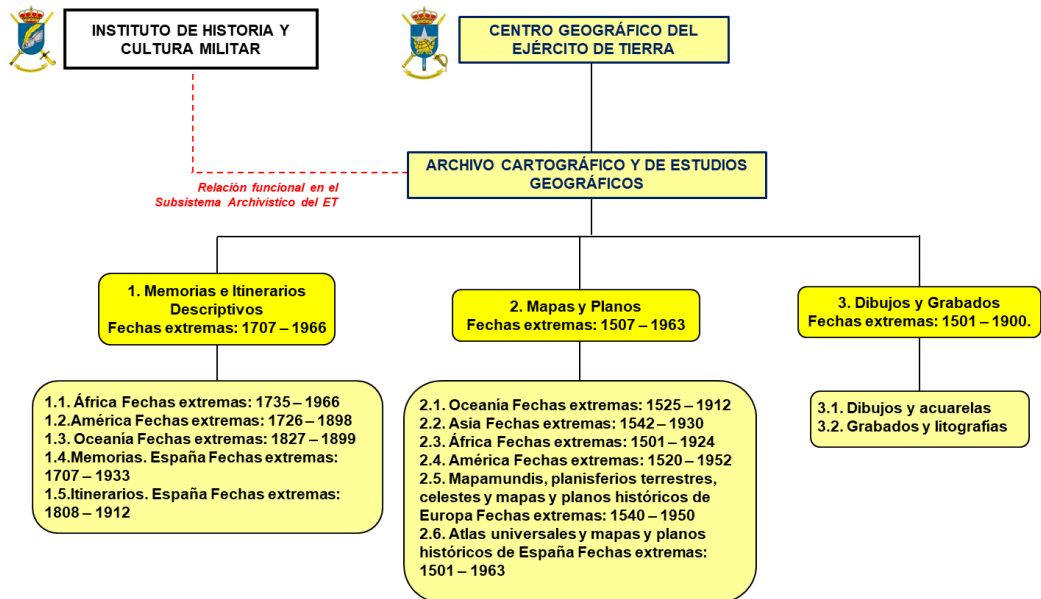 INSTITUTO DE HISTORIA Y
CULTURA MILITAR
CENTRO GEOGRÁFICO DEL
EJÉRCITO DE TIERRA
ARCHIVO CARTOGRÁFICO Y DE ESTUDIOS
GEOGRÁFICOS
Relación funcional en el
Subsistema Archivístico del ET
1. Memorias e Itinerarios
Descriptivos
Fechas extremas: 1707 – 1966
2. Mapas y Planos
Fechas extremas: 1507 – 1963
3. Dibujos y Grabados
Fechas extremas: 1501 – 1900.
1.1. África Fechas extremas: 1735 – 1966
1.2.América Fechas extremas: 1726 – 1898
1.3. Oceanía Fechas extremas: 1827 – 1899
1.4.Memorias. España Fechas extremas:
1707 – 1933
1.5.Itinerarios. España Fechas extremas:
1808 – 1912
2.1. Oceanía Fechas extremas: 1525 – 1912
2.2. Asia Fechas extremas: 1542 – 1930
2.3. África Fechas extremas: 1501 – 1924
2.4. América Fechas extremas: 1520 – 1952
2.5. Mapamundis, planisferios terrestres,
celestes y mapas y planos históricos de
Europa Fechas extremas: 1540 – 1950
2.6. Atlas universales y mapas y planos
históricos de España Fechas extremas:
1501 – 1963
3.1. Dibujos y acuarelas
3.2. Grabados y litografías